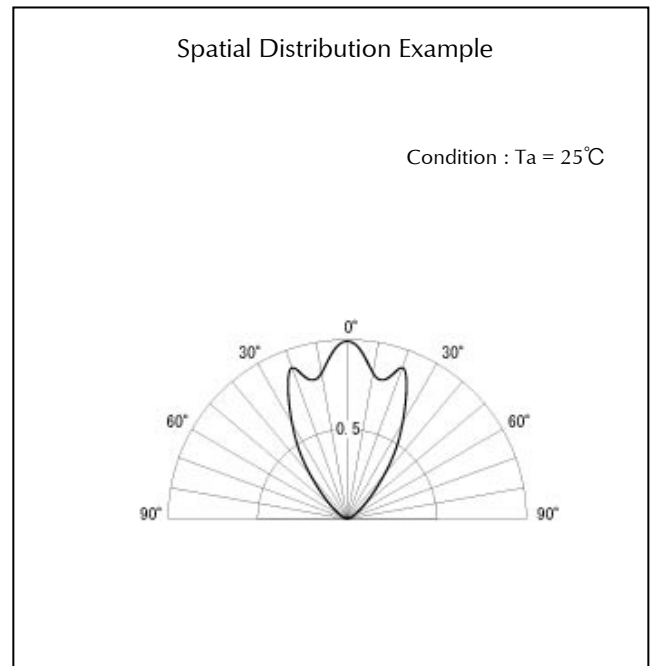 Spatial Distribution Example
Condition : Ta = 25℃
0°
30° 30°
60° 60°
0. 5
90° 90°